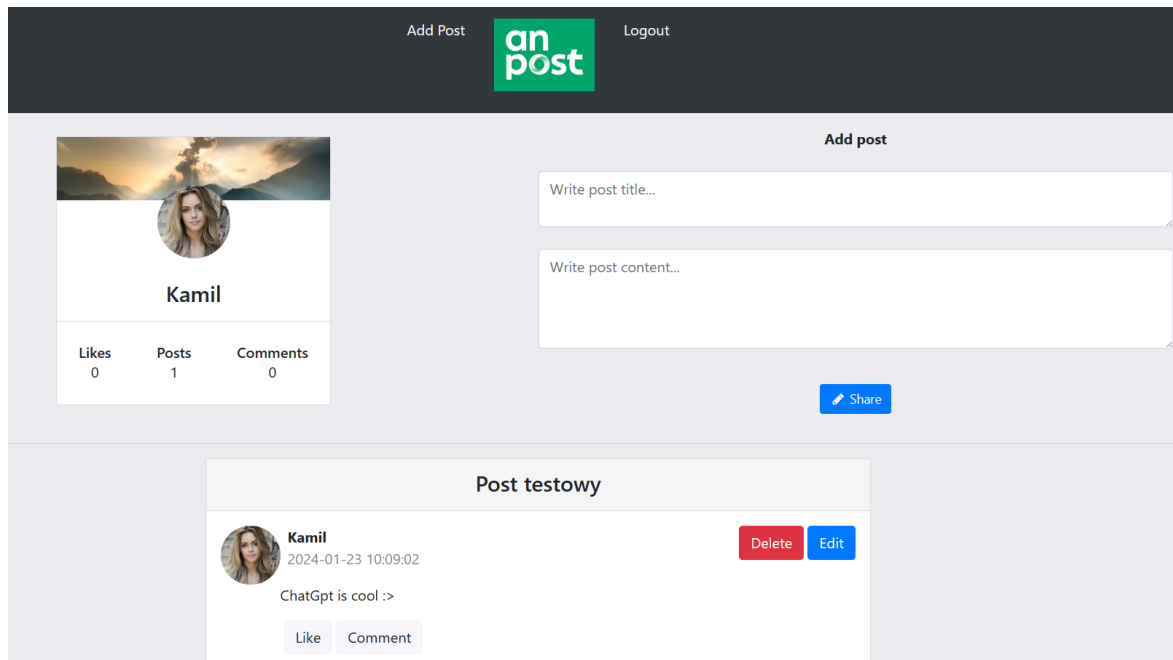 Add Post
an
post
Logout
Add post
Write post title...
Write post content...
Kamil
Likes Posts Comments
0 1 0
Share
Post testowy
Kamil
2024-01-23 10:09:02
Delete Edit
ChatGpt is cool :>
Like Comment